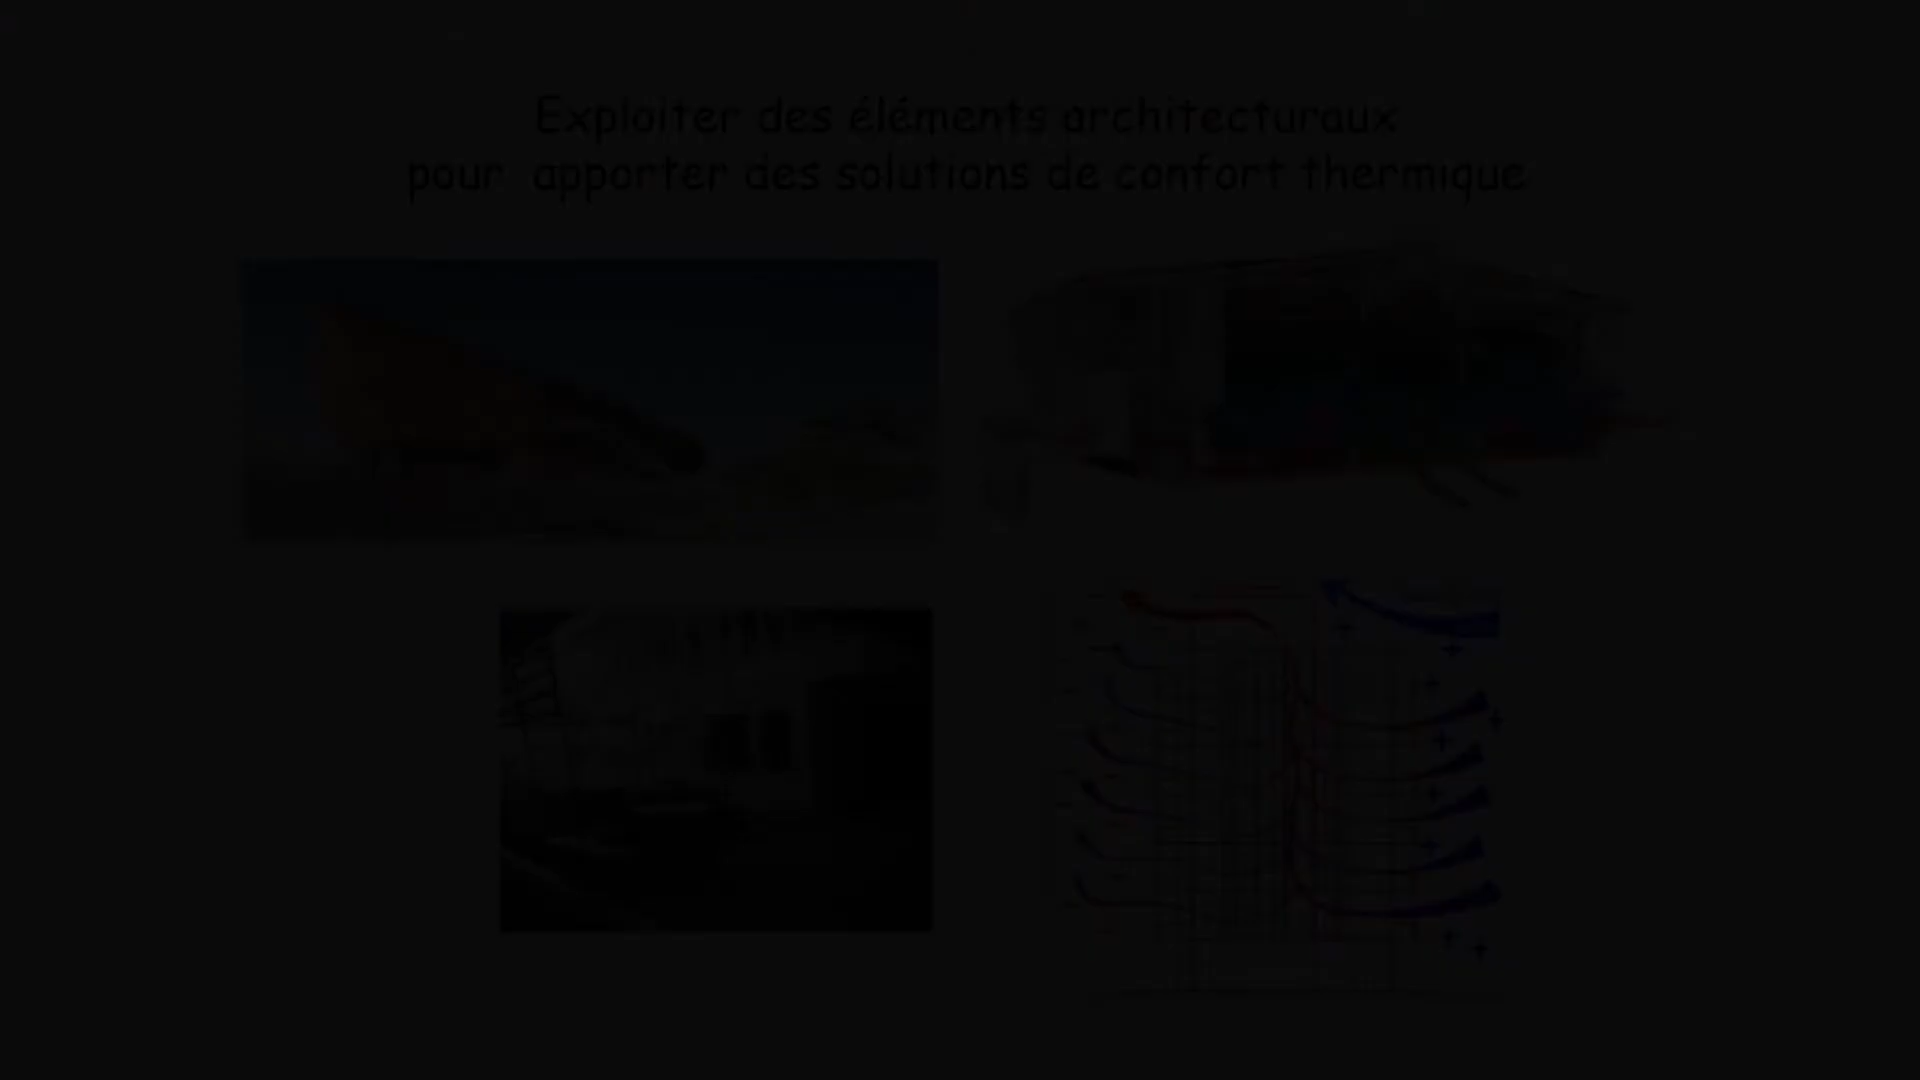 Exploiter des éléments architecturaux
pour apporter des solutions de confort thermique